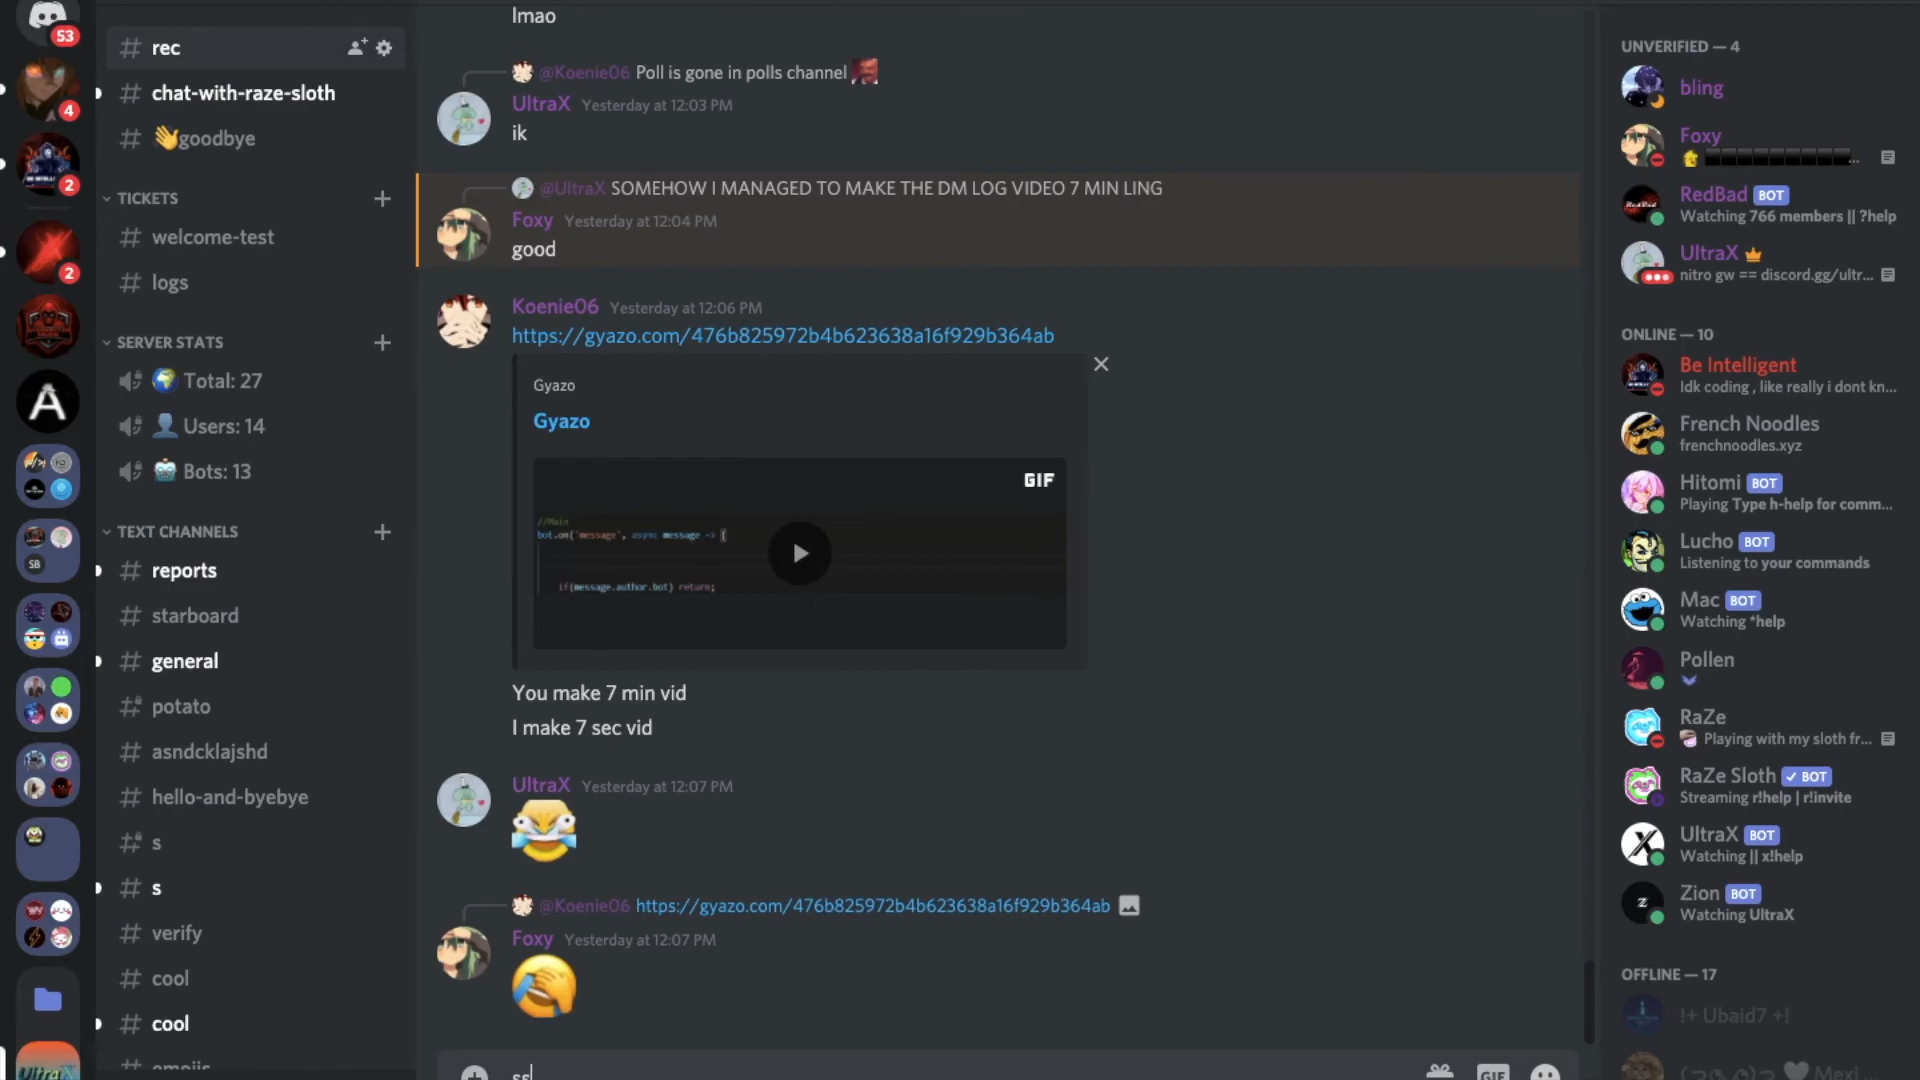 53
4
2
2
SB
UltraX
rec
chat-with-raze-sloth
👋goodbye
TICKETS
welcome-test
logs
SERVER STATS
🌍 Total: 27
👤 Users: 14
🤖 Bots: 13
TEXT CHANNELS
reports
starboard
general
potato
asndcklajshd
hello-and-byebye
s
s
verify
cool
cool
emojis
lmao
@Koenie06 Poll is gone in polls channel
UltraX Yesterday at 12:03 PM
ik
@UltraX SOMEHOW I MANAGED TO MAKE THE DM LOG VIDEO 7 MIN LING
Foxy Yesterday at 12:04 PM
good
Koenie06 Yesterday at 12:06 PM
https://gyazo.com/476b825972b4b623638a16f929b364ab
Gyazo
Gyazo
GIF
//Main
bot.on('message', async message => {
if(message.author.bot) return;
You make 7 min vid
I make 7 sec vid
UltraX Yesterday at 12:07 PM
@Koenie06 https://gyazo.com/476b825972b4b623638a16f929b364ab
Foxy Yesterday at 12:07 PM
🤦
ss
GIF
UNVERIFIED — 4
bling
Foxy
...
RedBad BOT
Watching 766 members || ?help
UltraX
nitro gw == discord.gg/ultr...
ONLINE — 10
Be Intelligent
Idk coding , like really i dont kn...
French Noodles
frenchnoodles.xyz
Hitomi BOT
Playing Type h-help for comm...
Lucho BOT
Listening to your commands
Mac BOT
Watching *help
Pollen
RaZe
Playing with my sloth fr...
RaZe Sloth ✓ BOT
Streaming r!help | r!invite
UltraX BOT
Watching || x!help
Zion BOT
Watching UltraX
OFFLINE — 17
!+ Ubaid7 +!